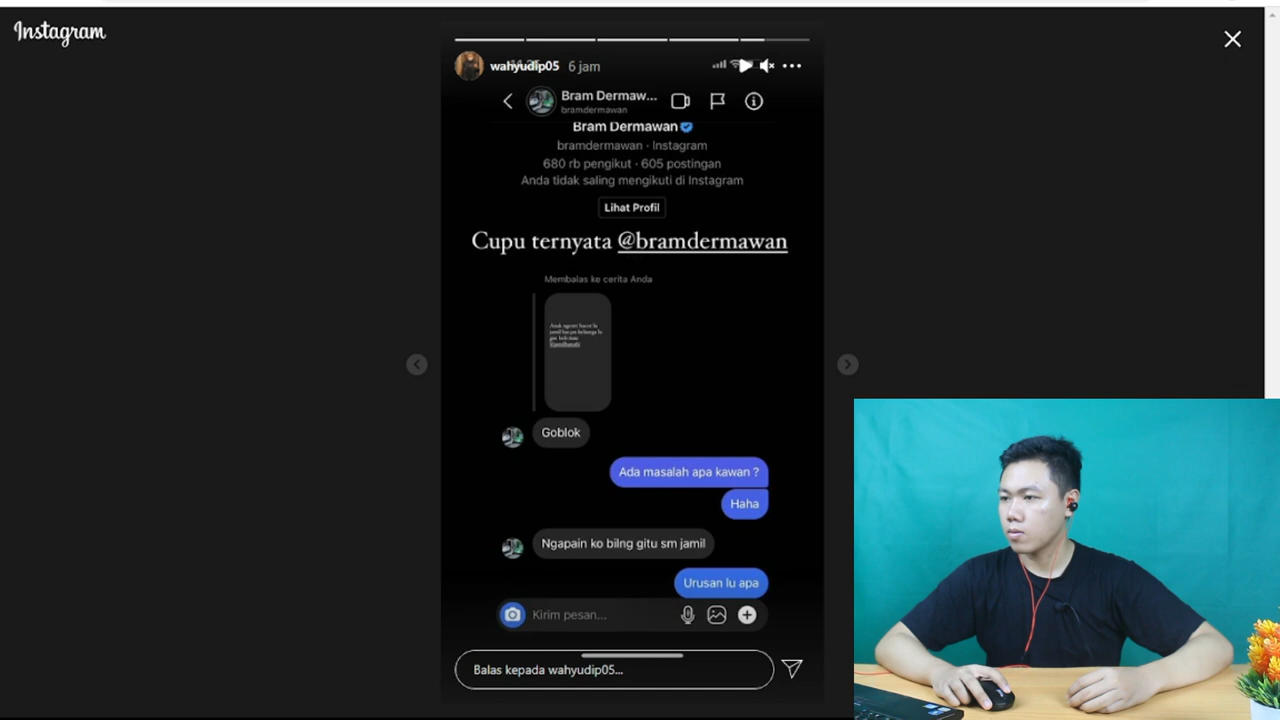 Instagram
wahyudip05 6 jam
Bram Dermaw...
bramdermawan
Bram Dermawan
bramdermawan · Instagram
680 rb pengikut · 605 postingan
Anda tidak saling mengikuti di Instagram
Lihat Profil
Cupu ternyata @bramdermawan
Membalas ke cerita Anda
Goblok
Ada masalah apa kawan ?
Haha
Ngapain ko bilng gitu sm jamil
Urusan lu apa
Kirim pesan...
Balas kepada wahyudip05...